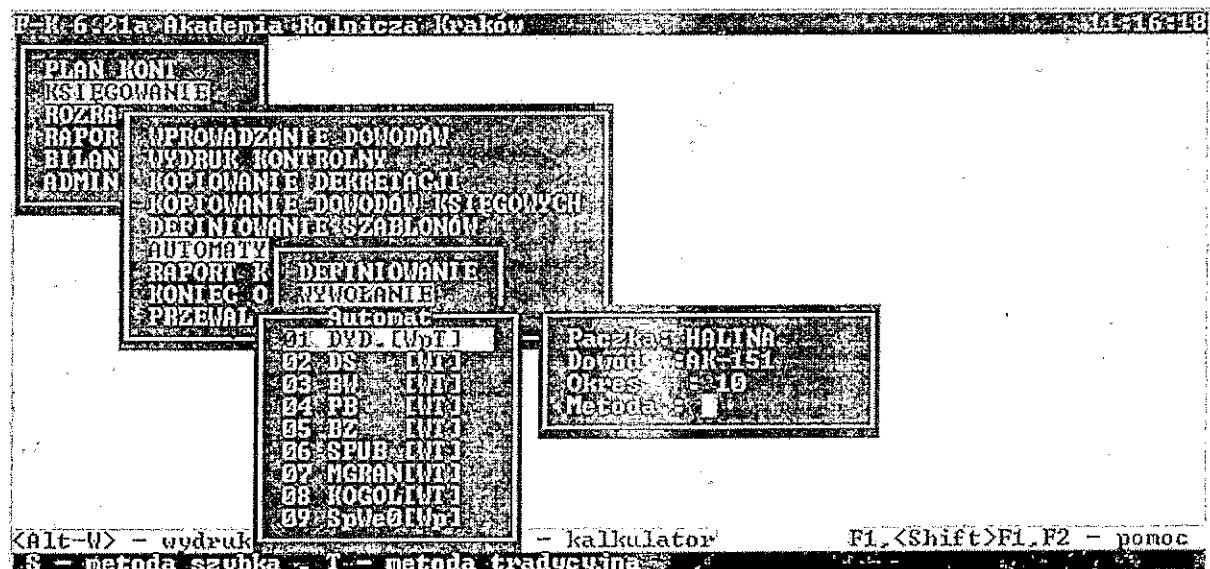 F-K 6.21a Akademia Rolnicza Kraków 11:16:18
PLAN KONT
KSIĘGOWANIE
ROZRA
RAPOR
BILAN
ADMIN
WPROWADZANIE DOWODÓW
WYDRUK KONTROLNY
KOPIOWANIE DEKRETACJI
KOPIOWANIE DOWODÓW KSIĘGOWYCH
DEFINIOWANIE SZABLONÓW
AUTOMATY
RAPORT K
KONIEC O
PRZEWAL
DEFINIOWANIE
WYWOŁANIE
Automat
01 DYD.[WpT]
02 DS [WT]
03 BW [WT]
04 PB [WT]
05 BZ [WT]
06 SPUB [WT]
07 MGRAN[WT]
08 KOGOL[WT]
09 SpWe0[Wp]
Paczka: HALINA
Dowód :AK-151
Okres : 10
Metoda :
<Alt-W> - wydruk - kalkulator F1,<Shift>F1,F2 - pomoc
S - metoda szybka T - metoda tradycyjna